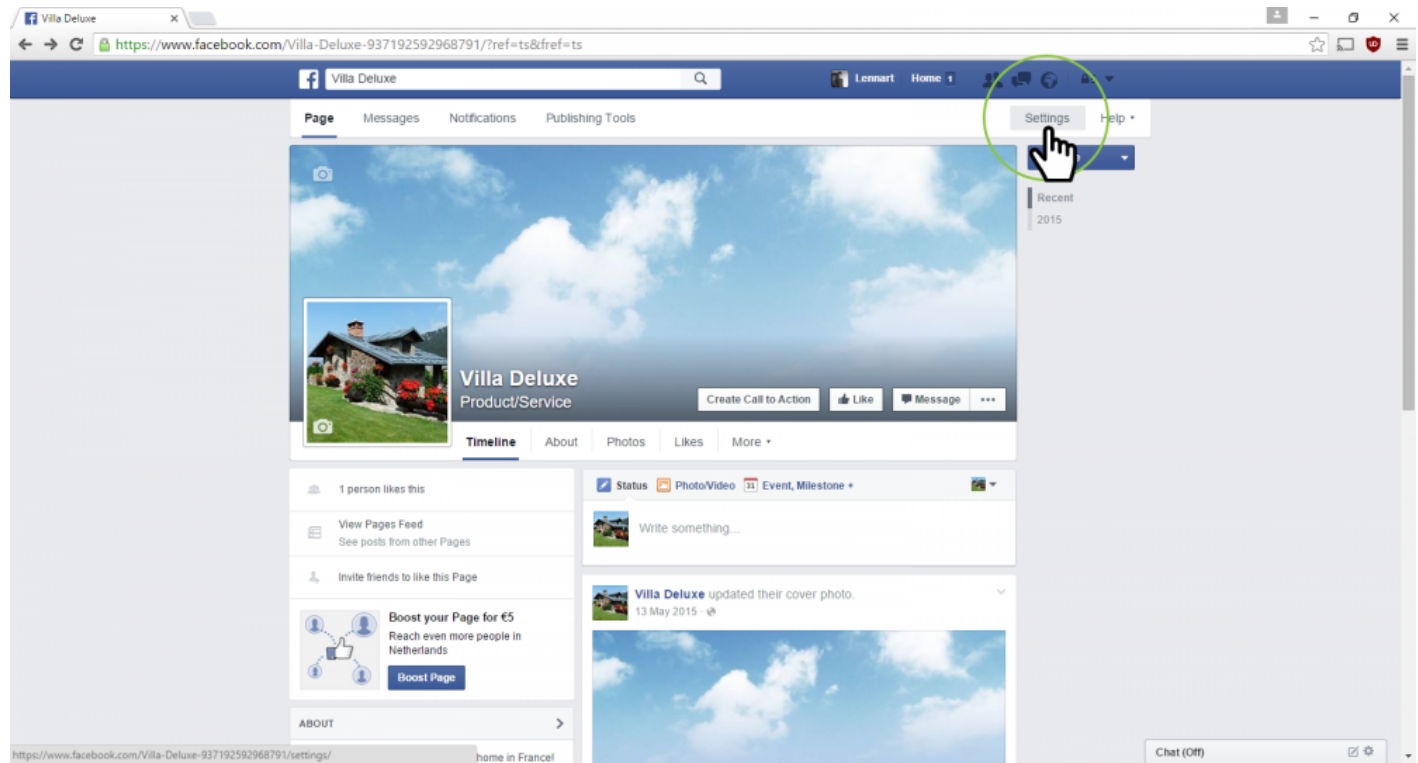 Villa Deluxe
https://www.facebook.com/Villa-Deluxe-937192592968791/?ref=ts&fref=ts
Villa Deluxe
Lennart Home 1
Page Messages Notifications Publishing Tools Settings Help
Recent
2015
Villa Deluxe
Product/Service
Create Call to Action Like Message
Timeline About Photos Likes More
1 person likes this
View Pages Feed
See posts from other Pages
Invite friends to like this Page
Boost your Page for €5
Reach even more people in
Netherlands
Boost Page
ABOUT
home in France!
Status Photo/Video 31 Event, Milestone +
Write something...
Villa Deluxe updated their cover photo.
13 May 2015 ·
https://www.facebook.com/Villa-Deluxe-937192592968791/settings/
Chat (Off)